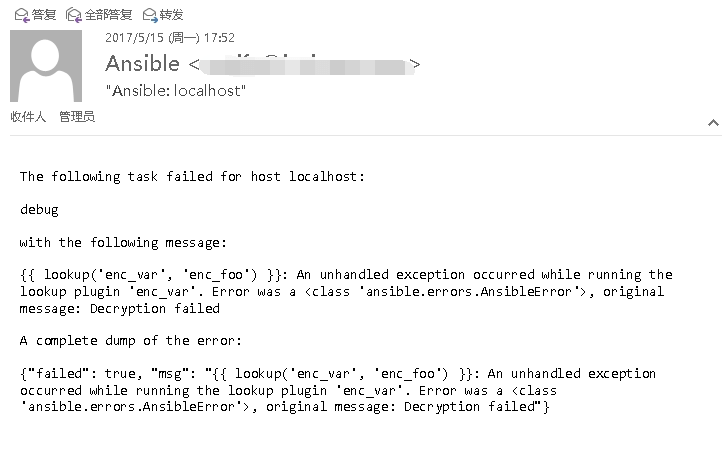 答复 全部答复 转发
2017/5/15 (周一) 17:52
Ansible < >
"Ansible: localhost"
收件人 管理员
The following task failed for host localhost:
debug
with the following message:
{{ lookup('enc_var', 'enc_foo') }}: An unhandled exception occurred while running the
lookup plugin 'enc_var'. Error was a <class 'ansible.errors.AnsibleError'>, original
message: Decryption failed
A complete dump of the error:
{"failed": true, "msg": "{{ lookup('enc_var', 'enc_foo') }}: An unhandled exception
occurred while running the lookup plugin 'enc_var'. Error was a <class
'ansible.errors.AnsibleError'>, original message: Decryption failed"}